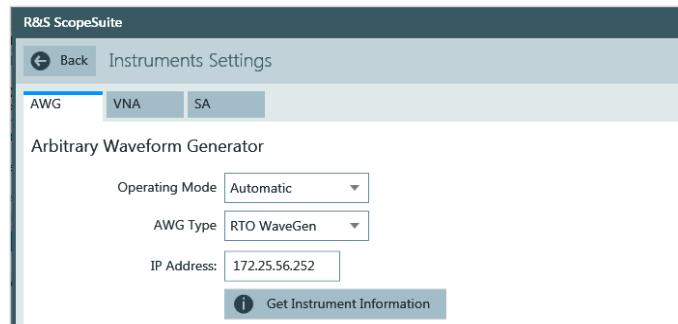 R&S ScopeSuite
Back Instruments Settings
AWG VNA SA
Arbitrary Waveform Generator
Operating Mode Automatic
AWG Type RTO WaveGen
IP Address: 172.25.56.252
Get Instrument Information